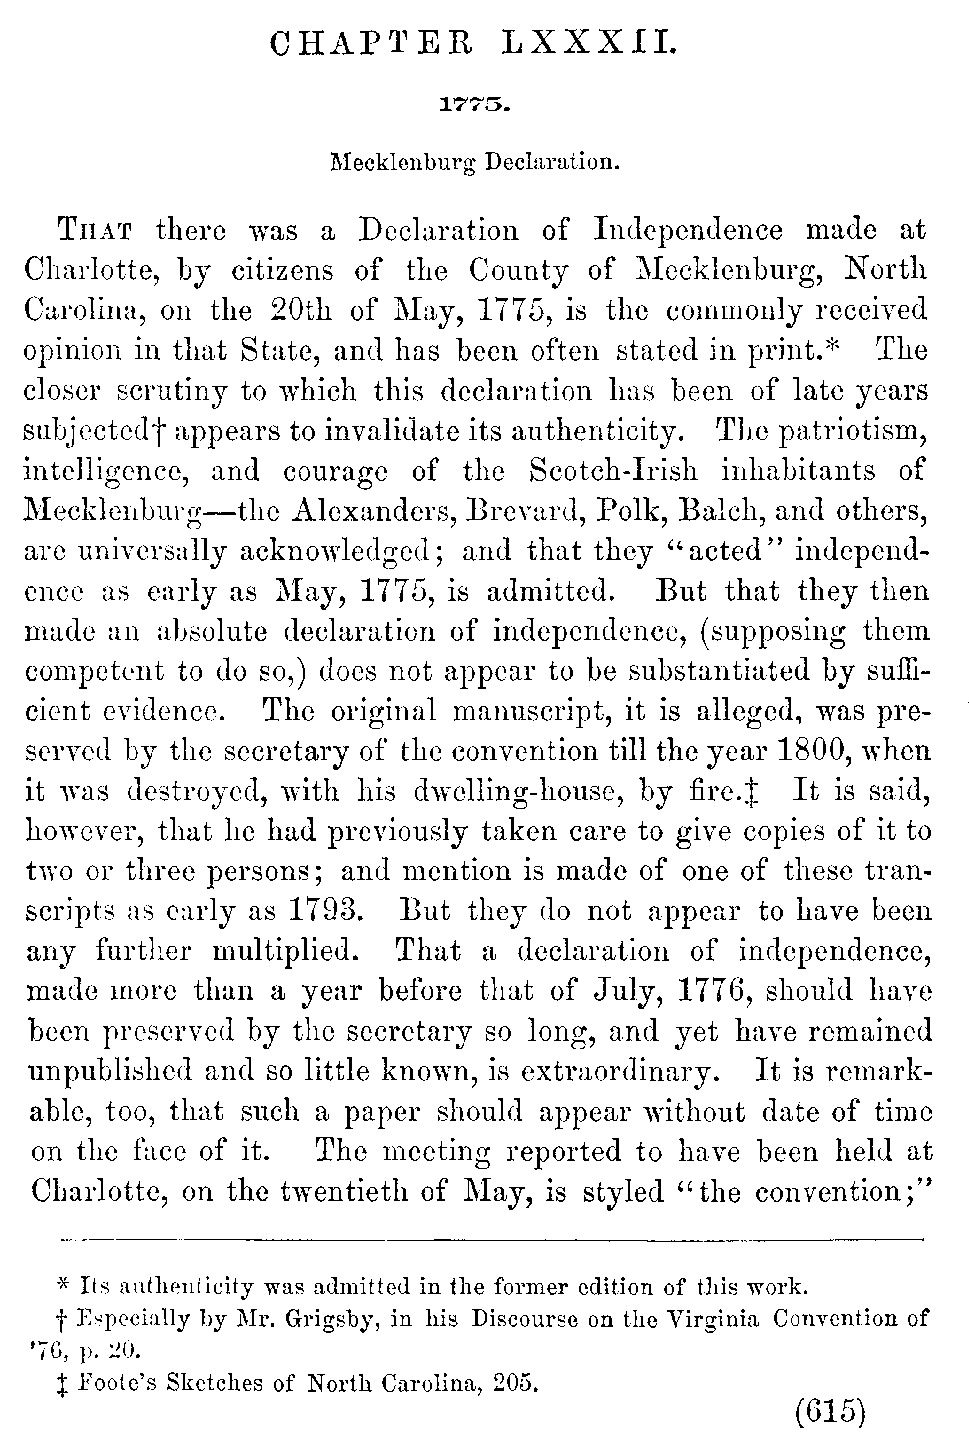 CHAPTER LXXXII.
1775.
Mecklenburg Declaration.
THAT there was a Declaration of Independence made at
Charlotte, by citizens of the County of Mecklenburg, North
Carolina, on the 20th of May, 1775, is the commonly received
opinion in that State, and has been often stated in print.* The
closer scrutiny to which this declaration has been of late years
subjected† appears to invalidate its authenticity. The patriotism,
intelligence, and courage of the Scotch-Irish inhabitants of
Mecklenburg—the Alexanders, Brevard, Polk, Balch, and others,
are universally acknowledged; and that they "acted" independ-
ence as early as May, 1775, is admitted. But that they then
made an absolute declaration of independence, (supposing them
competent to do so,) does not appear to be substantiated by suffi-
cient evidence. The original manuscript, it is alleged, was pre-
served by the secretary of the convention till the year 1800, when
it was destroyed, with his dwelling-house, by fire.‡ It is said,
however, that he had previously taken care to give copies of it to
two or three persons; and mention is made of one of these tran-
scripts as early as 1793. But they do not appear to have been
any further multiplied. That a declaration of independence,
made more than a year before that of July, 1776, should have
been preserved by the secretary so long, and yet have remained
unpublished and so little known, is extraordinary. It is remark-
able, too, that such a paper should appear without date of time
on the face of it. The meeting reported to have been held at
Charlotte, on the twentieth of May, is styled "the convention;"
* Its authenticity was admitted in the former edition of this work.
† Especially by Mr. Grigsby, in his Discourse on the Virginia Convention of
'76, p. 20.
‡ Foote's Sketches of North Carolina, 205.
(615)